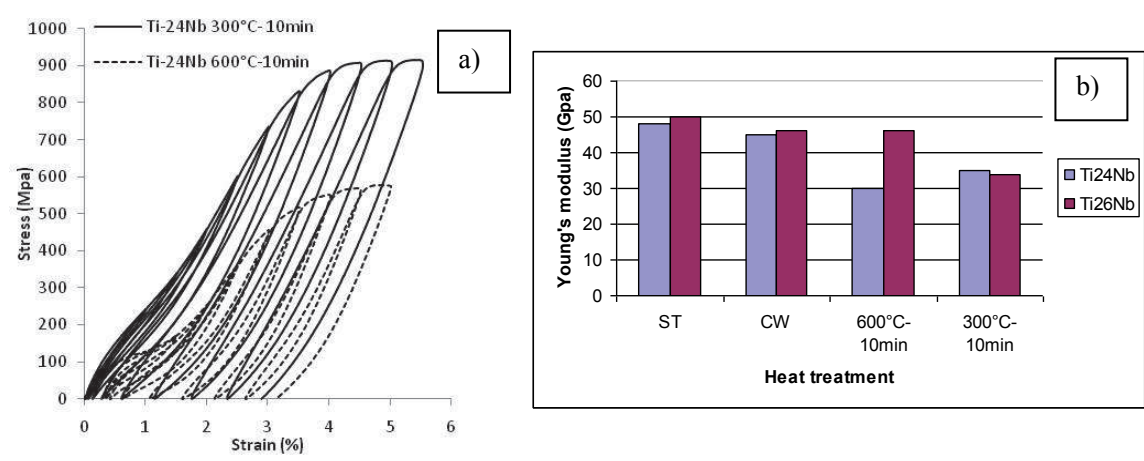 1000
900
800
700
600
500
400
300
200
100
0
Stress (Mpa)
Ti-24Nb 300°C- 10min
Ti-24Nb 600°C-10min
a)
0 1 2 3 4 5 6
Strain (%)
b)
60
50
40
30
20
10
0
Young's modulus (Gpa)
ST CW 600°C- 300°C-
10min 10min
Heat treatment
Ti24Nb
Ti26Nb